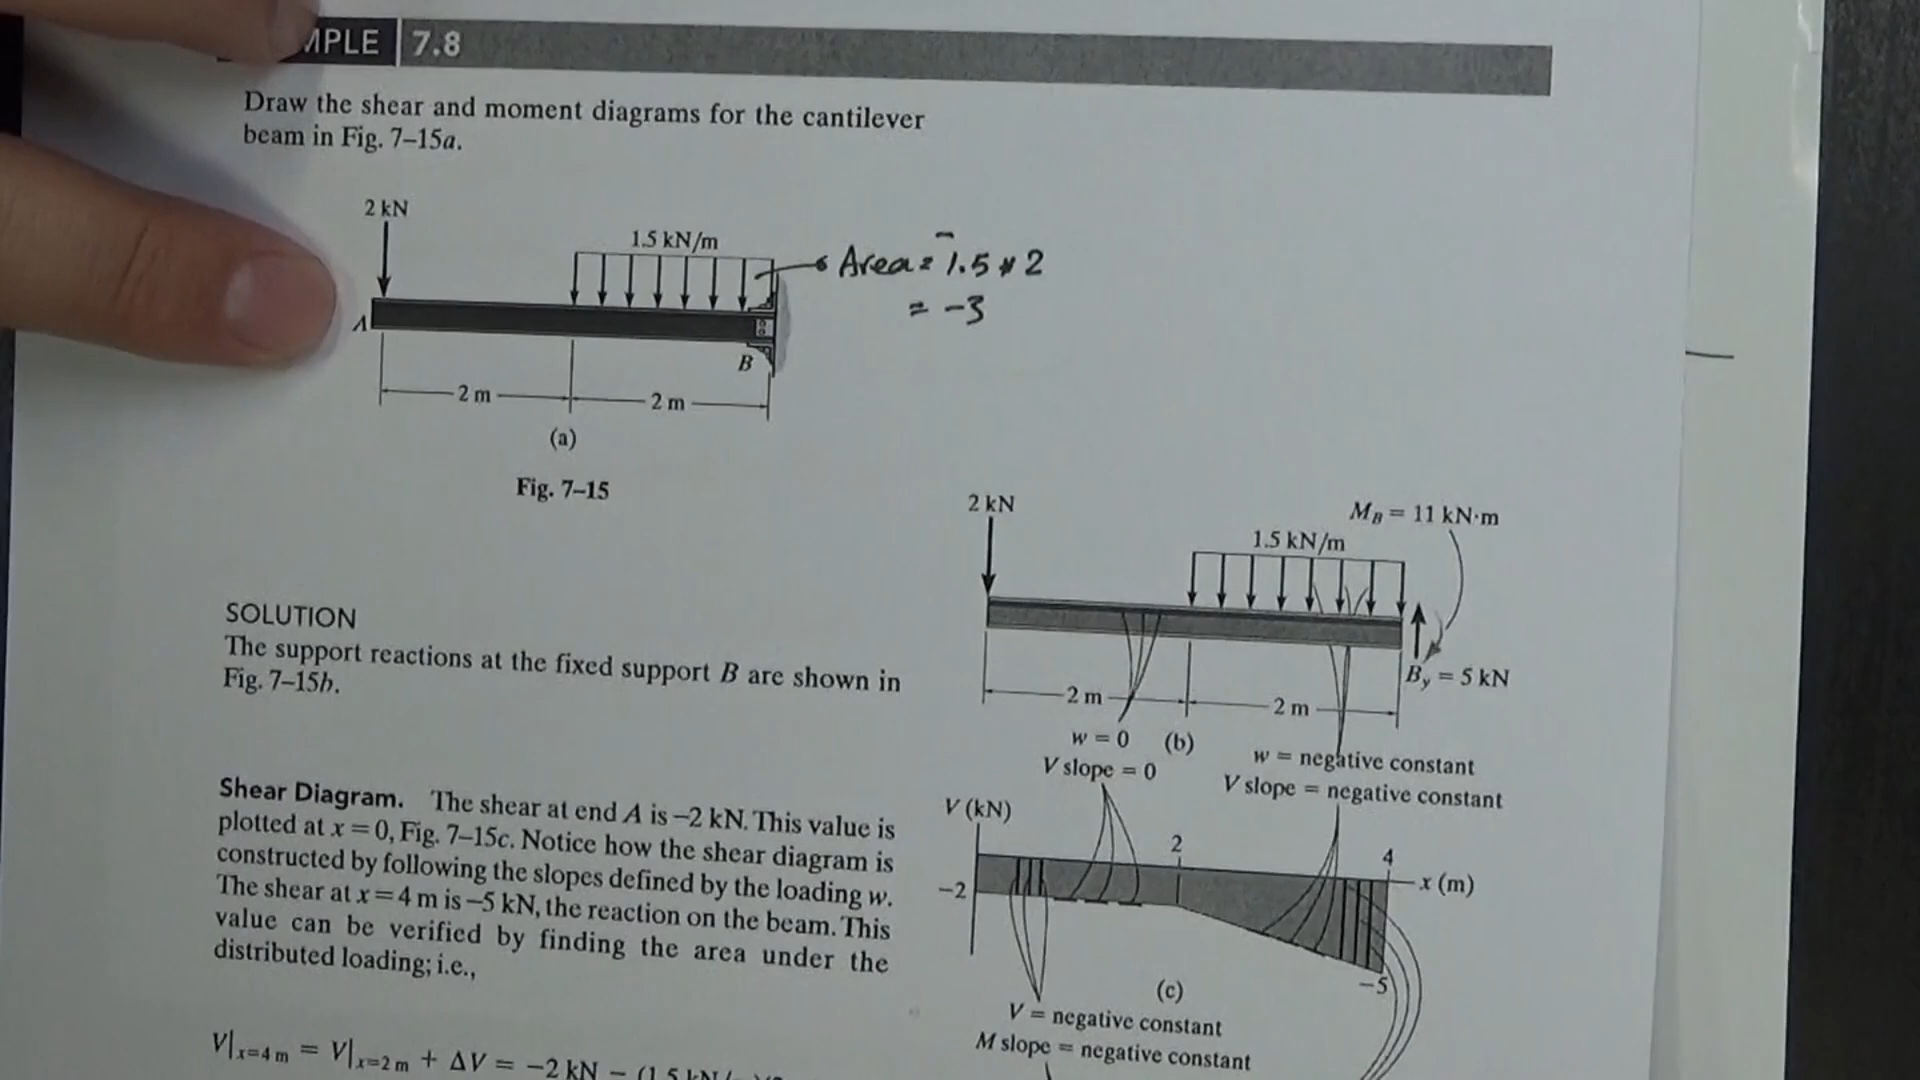 MPLE 7.8
Draw the shear and moment diagrams for the cantilever
beam in Fig. 7–15a.
2 kN
1.5 kN/m
Area = -1.5 * 2
= -3
A
B
2 m
2 m
(a)
Fig. 7–15
SOLUTION
The support reactions at the fixed support B are shown in
Fig. 7–15b.
Shear Diagram. The shear at end A is –2 kN. This value is
plotted at x = 0, Fig. 7–15c. Notice how the shear diagram is
constructed by following the slopes defined by the loading w.
The shear at x = 4 m is –5 kN, the reaction on the beam. This
value can be verified by finding the area under the
distributed loading; i.e.,
V|x=4 m = V|x=2 m + ΔV = –2 kN –
2 kN
MB = 11 kN·m
1.5 kN/m
By = 5 kN
2 m
2 m
w = 0
(b)
V slope = 0
w = negative constant
V slope = negative constant
V (kN)
2
4
x (m)
–2
–5
(c)
V = negative constant
M slope = negative constant